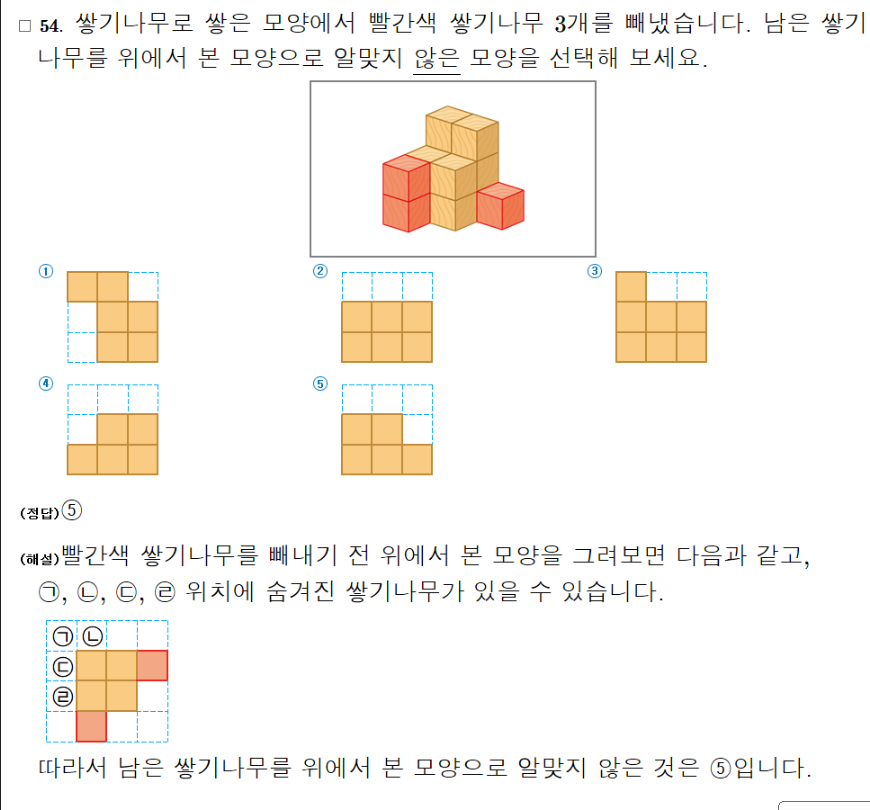 □ 54. 쌓기나무로 쌓은 모양에서 빨간색 쌓기나무 3개를 빼냈습니다. 남은 쌓기
나무를 위에서 본 모양으로 알맞지 않은 모양을 선택해 보세요.
① ② ③
④ ⑤
(정답)⑤
(해설)빨간색 쌓기나무를 빼내기 전 위에서 본 모양을 그려보면 다음과 같고,
㉠, ㉡, ㉢, ㉣ 위치에 숨겨진 쌓기나무가 있을 수 있습니다.
㉠ ㉡
㉢
㉣
따라서 남은 쌓기나무를 위에서 본 모양으로 알맞지 않은 것은 ⑤입니다.